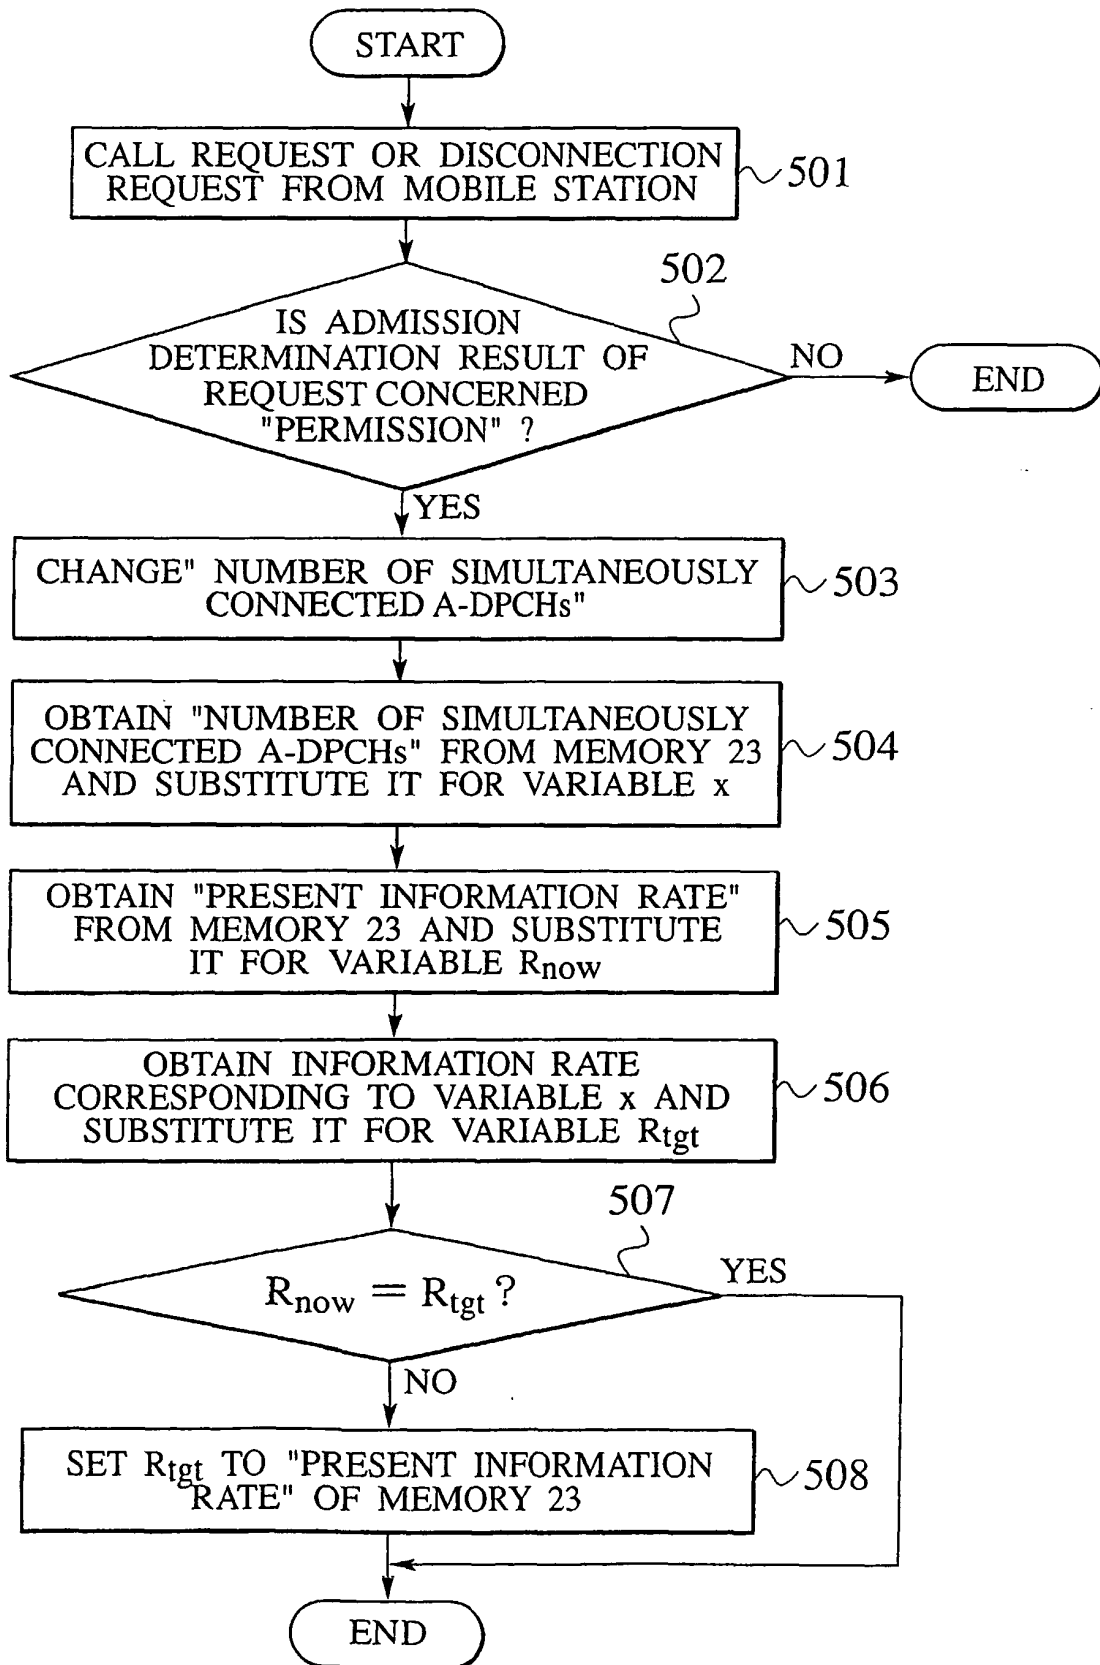 START
CALL REQUEST OR DISCONNECTION
REQUEST FROM MOBILE STATION
501
502
IS ADMISSION
DETERMINATION RESULT OF
REQUEST CONCERNED
"PERMISSION" ?
NO
END
YES
CHANGE" NUMBER OF SIMULTANEOUSLY
CONNECTED A-DPCHs"
503
OBTAIN "NUMBER OF SIMULTANEOUSLY
CONNECTED A-DPCHs" FROM MEMORY 23
AND SUBSTITUTE IT FOR VARIABLE x
504
OBTAIN "PRESENT INFORMATION RATE"
FROM MEMORY 23 AND SUBSTITUTE
IT FOR VARIABLE Rnow
505
OBTAIN INFORMATION RATE
CORRESPONDING TO VARIABLE x AND
SUBSTITUTE IT FOR VARIABLE Rtgt
506
507
Rnow = Rtgt ?
YES
NO
SET Rtgt TO "PRESENT INFORMATION
RATE" OF MEMORY 23
508
END